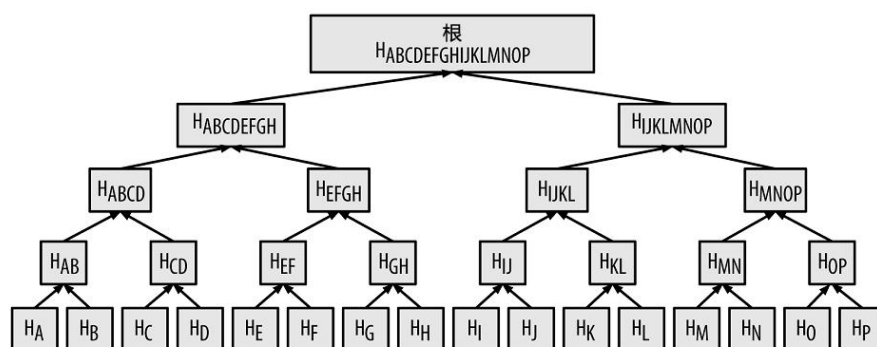 根
HABCDEFGHIJKLMNOP
HABCDEFGH HIJKLMNOP
HABCD HEFGH HIJKL HMNOP
HAB HCD HEF HGH HIJ HKL HMN HOP
HA HB HC HD HE HF HG HH HI HJ HK HL HM HN HO HP